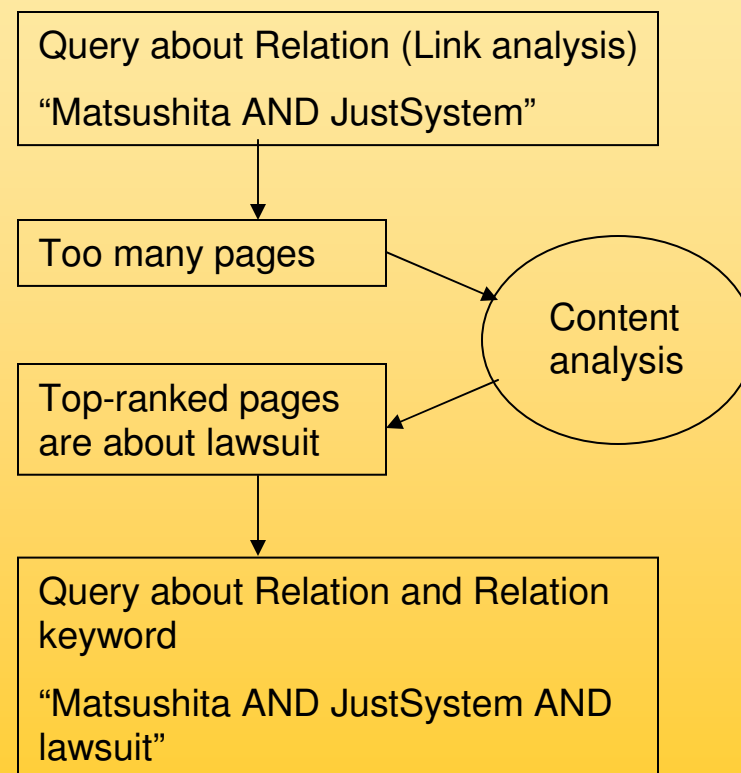 Query about Relation (Link analysis)
“Matsushita AND JustSystem”
Too many pages
Content
analysis
Top-ranked pages
are about lawsuit
Query about Relation and Relation
keyword
“Matsushita AND JustSystem AND
lawsuit”